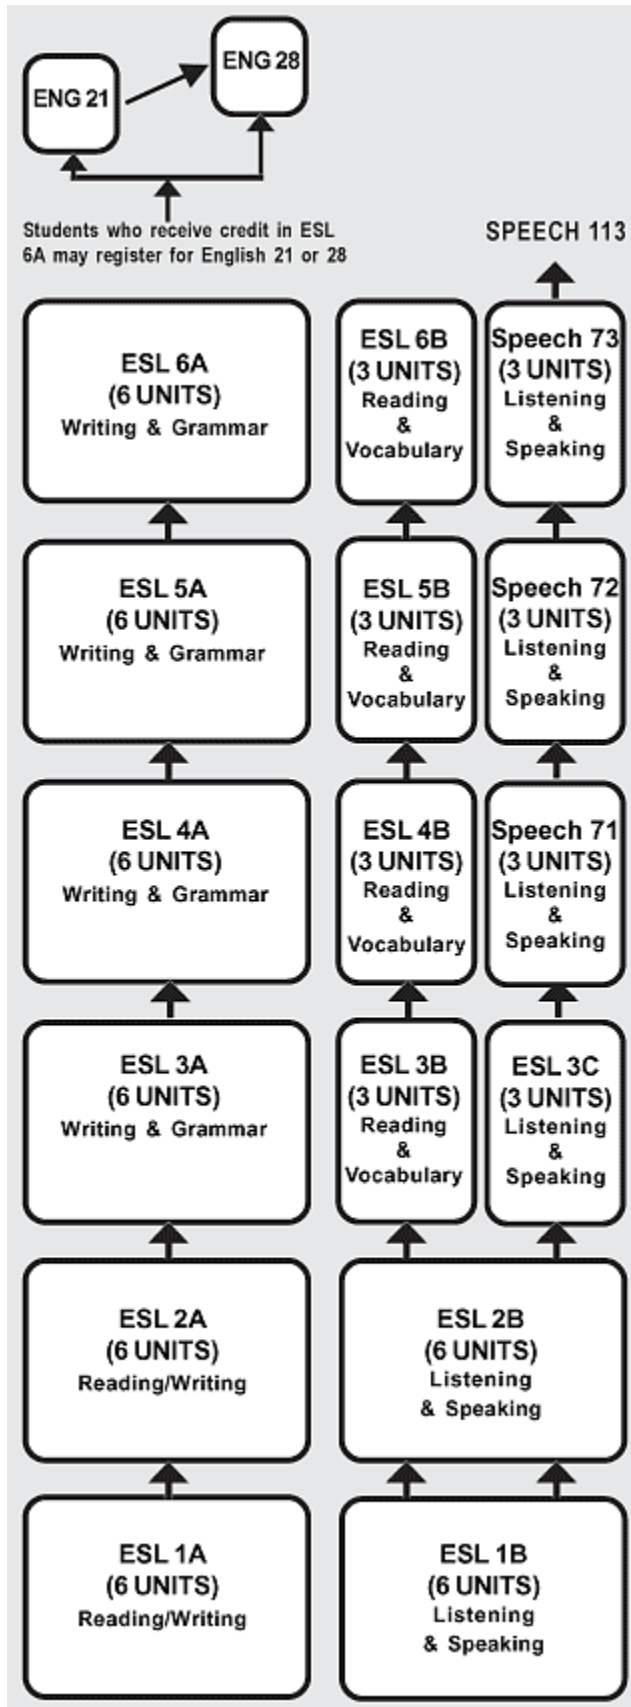 ENG 21
ENG 28
Students who receive credit in ESL
6A may register for English 21 or 28
SPEECH 113
ESL 6A
(6 UNITS)
Writing & Grammar
ESL 6B
(3 UNITS)
Reading
&
Vocabulary
Speech 73
(3 UNITS)
Listening
&
Speaking
ESL 5A
(6 UNITS)
Writing & Grammar
ESL 5B
(3 UNITS)
Reading
&
Vocabulary
Speech 72
(3 UNITS)
Listening
&
Speaking
ESL 4A
(6 UNITS)
Writing & Grammar
ESL 4B
(3 UNITS)
Reading
&
Vocabulary
Speech 71
(3 UNITS)
Listening
&
Speaking
ESL 3A
(6 UNITS)
Writing & Grammar
ESL 3B
(3 UNITS)
Reading
&
Vocabulary
ESL 3C
(3 UNITS)
Listening
&
Speaking
ESL 2A
(6 UNITS)
Reading/Writing
ESL 2B
(6 UNITS)
Listening
& Speaking
ESL 1A
(6 UNITS)
Reading/Writing
ESL 1B
(6 UNITS)
Listening
& Speaking